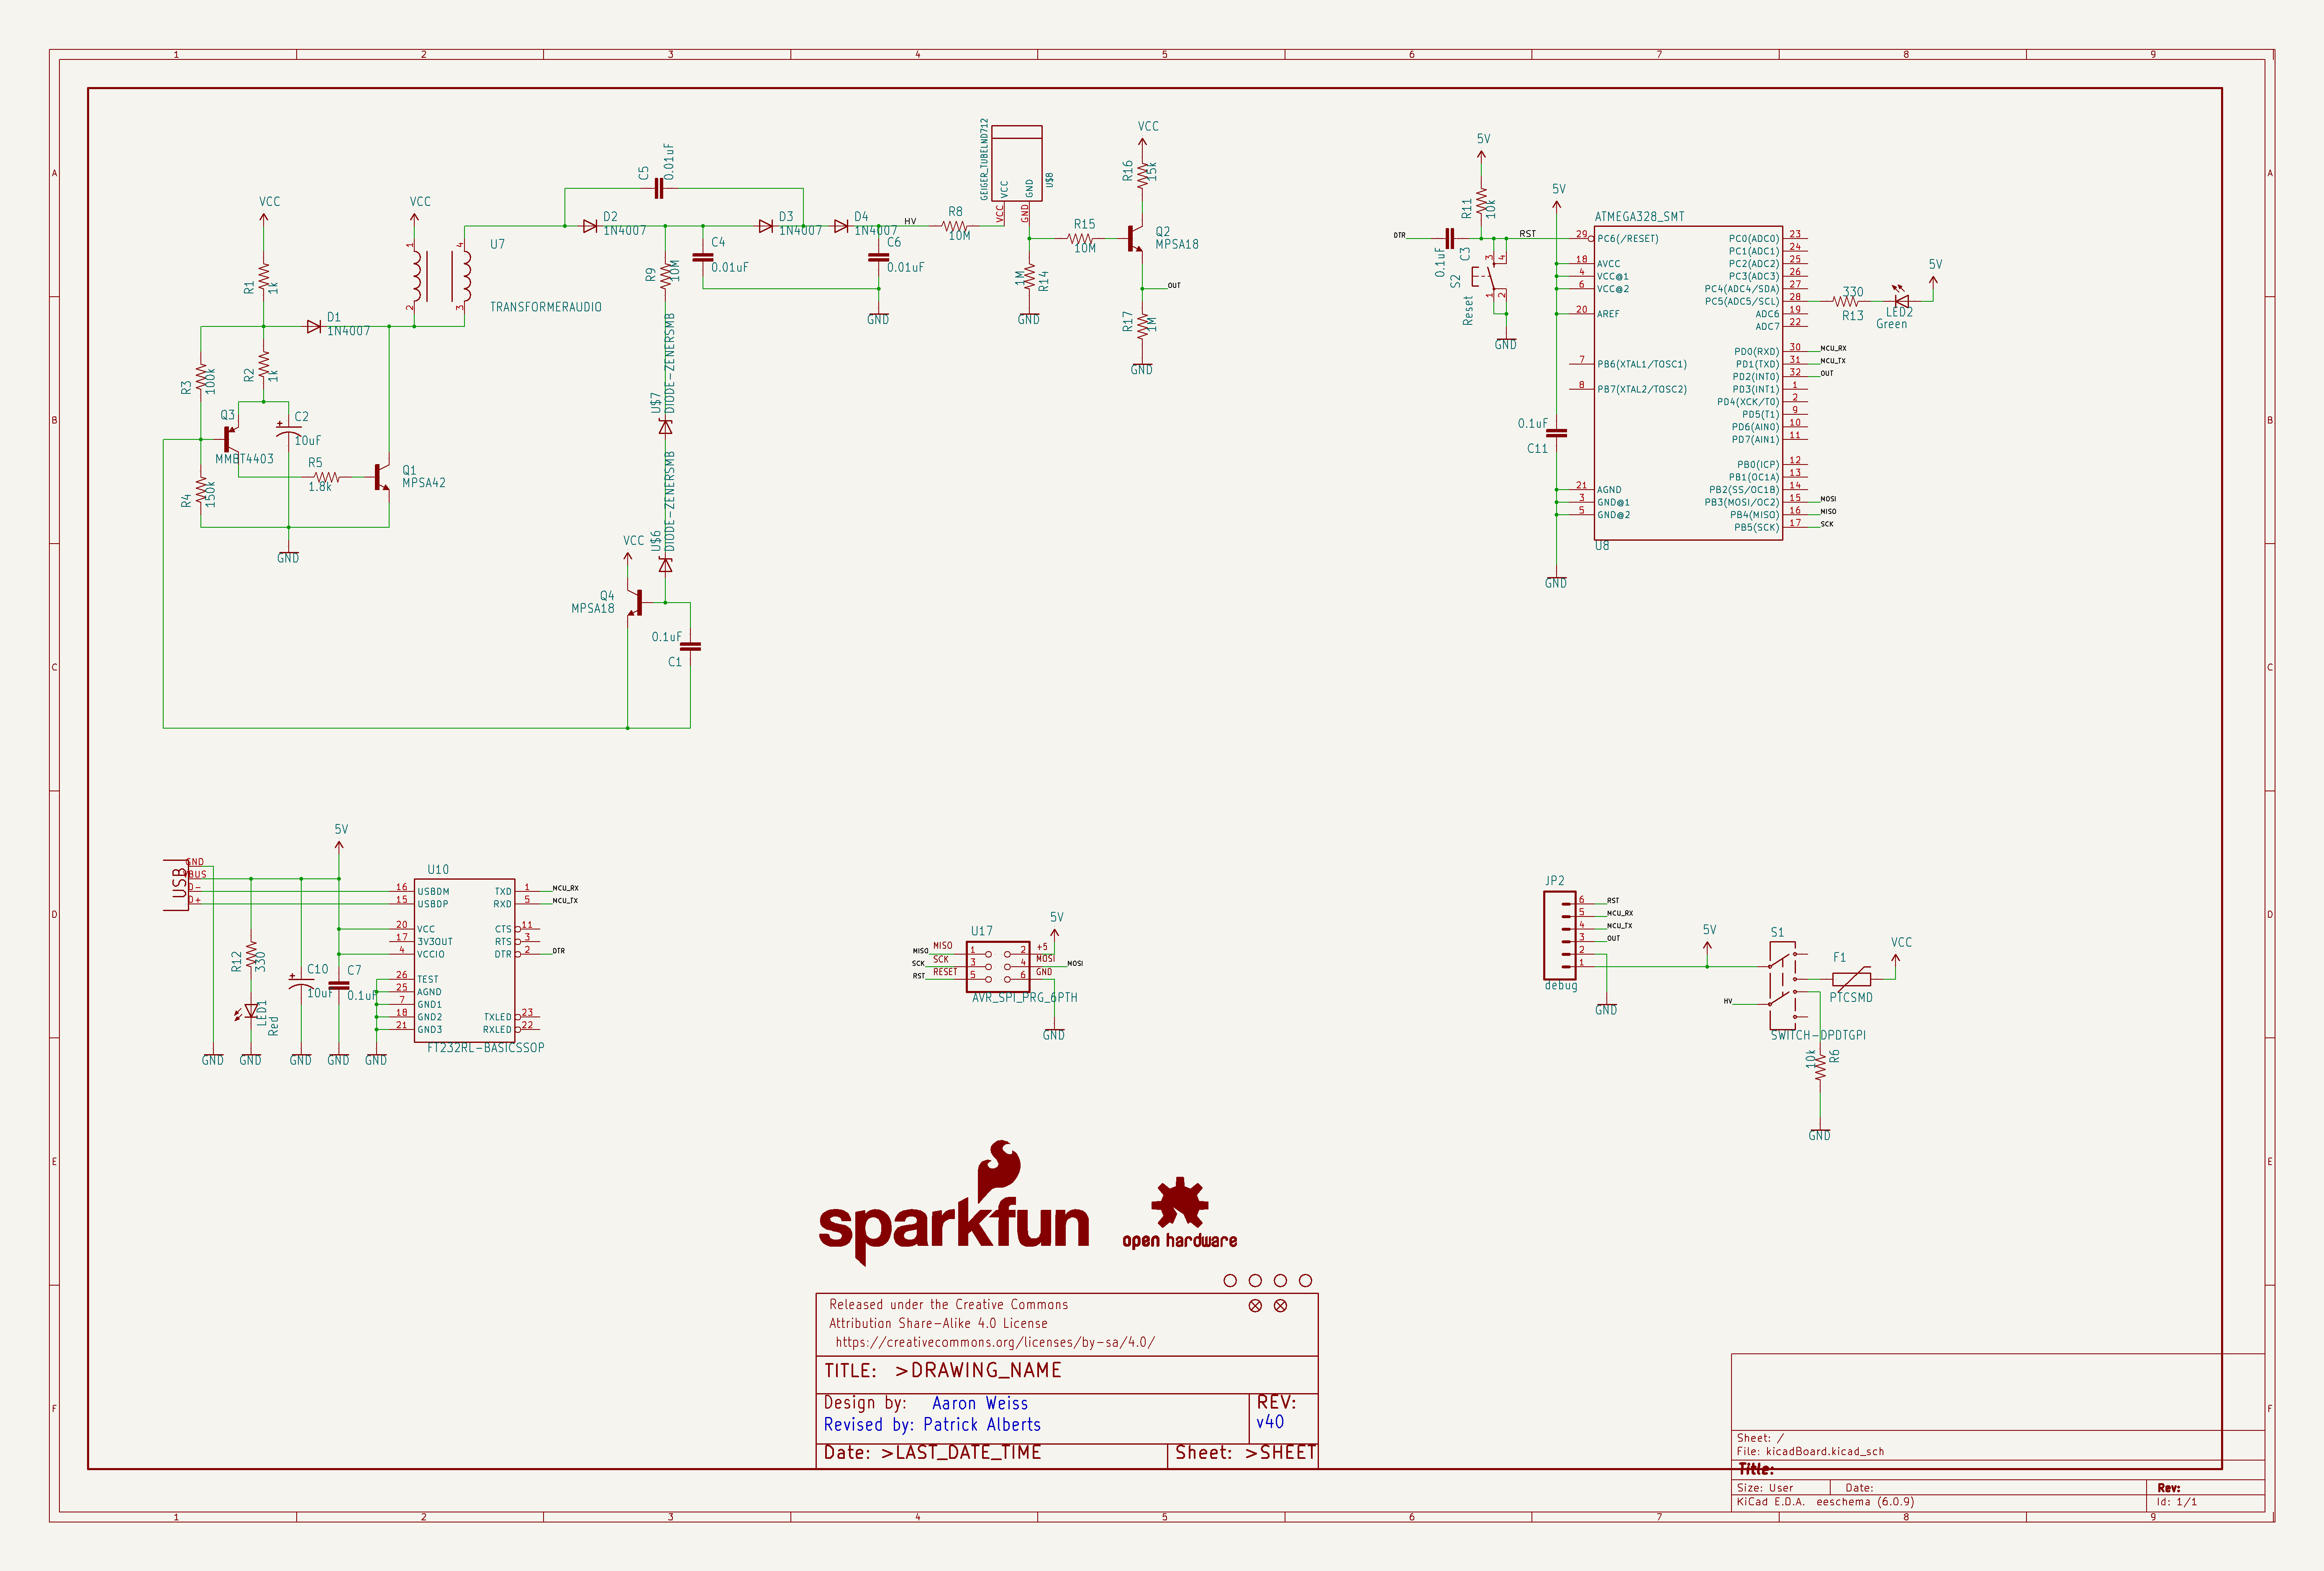 1 2 3 4 5 6 7 8 9
A
B
C
D
E
F
VCC
R1
1k
R2
1k
R3
100k
R4
150k
Q3
MMBT4403
C2
10uF
R5
1.8k
Q1
MPSA42
GND
D1
1N4007
VCC
1
2
4
3
U7
TRANSFORMERAUDIO
C5
0.01uF
D2
1N4007
D3
1N4007
D4
1N4007
HV
C4
0.01uF
C6
0.01uF
GND
R9
10M
U$7
DIODE-ZENERSMB
U$6
DIODE-ZENERSMB
VCC
Q4
MPSA18
0.1uF
C1
R8
10M
GEIGER_TUBELND712
VCC
GND
U$8
VCC
GND
R15
10M
1M
R14
GND
VCC
R16
15k
Q2
MPSA18
OUT
R17
1M
GND
5V
R11
10k
DTR
0.1uF
C3
RST
S2
Reset
3
4
1
2
GND
5V
0.1uF
C11
GND
ATMEGA328_SMT
29 PC6(/RESET)
18 AVCC
4 VCC@1
6 VCC@2
20 AREF
7 PB6(XTAL1/TOSC1)
8 PB7(XTAL2/TOSC2)
21 AGND
3 GND@1
5 GND@2
PC0(ADC0) 23
PC1(ADC1) 24
PC2(ADC2) 25
PC3(ADC3) 26
PC4(ADC4/SDA) 27
PC5(ADC5/SCL) 28
ADC6 19
ADC7 22
PD0(RXD) 30 MCU_RX
PD1(TXD) 31 MCU_TX
PD2(INT0) 32 OUT
PD3(INT1) 1
PD4(XCK/T0) 2
PD5(T1) 9
PD6(AIN0) 10
PD7(AIN1) 11
PB0(ICP) 12
PB1(OC1A) 13
PB2(SS/OC1B) 14
PB3(MOSI/OC2) 15 MOSI
PB4(MISO) 16 MISO
PB5(SCK) 17 SCK
U8
330
R13
LED2
Green
5V
USB
GND
VBUS
D-
D+
5V
R12
330
LED1
Red
C10
10uF
C7
0.1uF
GND GND GND GND GND
U10
16 USBDM
15 USBDP
20 VCC
17 3V3OUT
4 VCCIO
26 TEST
25 AGND
7 GND1
18 GND2
21 GND3
TXD 1 MCU_RX
RXD 5 MCU_TX
CTS 11
RTS 3
DTR 2 DTR
TXLED 23
RXLED 22
FT232RL-BASICSSOP
U17
5V
MISO MISO 1 2 +5
SCK SCK 3 4 MOSI MOSI
RST RESET 5 6 GND
AVR_SPI_PRG_6PTH
GND
JP2
6 RST
5 MCU_RX
4 MCU_TX
3 OUT
2
1
debug
GND
5V
HV
S1
SWITCH-DPDTGPI
F1
PTCSMD
VCC
10k
R6
GND
sparkfun
open hardware
Released under the Creative Commons
Attribution Share-Alike 4.0 License
https://creativecommons.org/licenses/by-sa/4.0/
TITLE: >DRAWING_NAME
Design by: Aaron Weiss
Revised by: Patrick Alberts
REV:
v40
Date: >LAST_DATE_TIME
Sheet: >SHEET
Sheet: /
File: kicadBoard.kicad_sch
Title:
Size: User Date: Rev:
KiCad E.D.A. eeschema (6.0.9) Id: 1/1
A
B
C
D
E
F
1 2 3 4 5 6 7 8 9